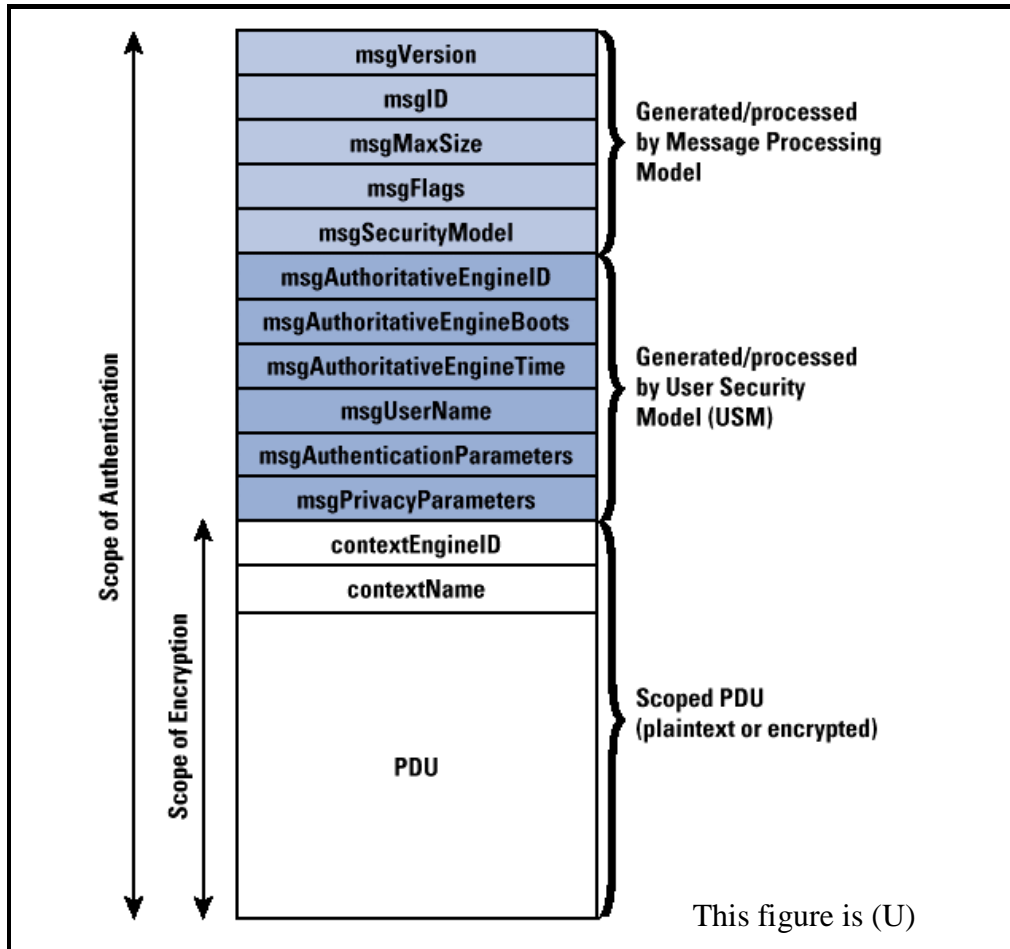 msgVersion
msgID
msgMaxSize
msgFlags
msgSecurityModel
Generated/processed
by Message Processing
Model
msgAuthoritativeEngineID
msgAuthoritativeEngineBoots
msgAuthoritativeEngineTime
msgUserName
msgAuthenticationParameters
msgPrivacyParameters
Generated/processed
by User Security
Model (USM)
contextEngineID
contextName
PDU
Scoped PDU
(plaintext or encrypted)
Scope of Authentication
Scope of Encryption
This figure is (U)